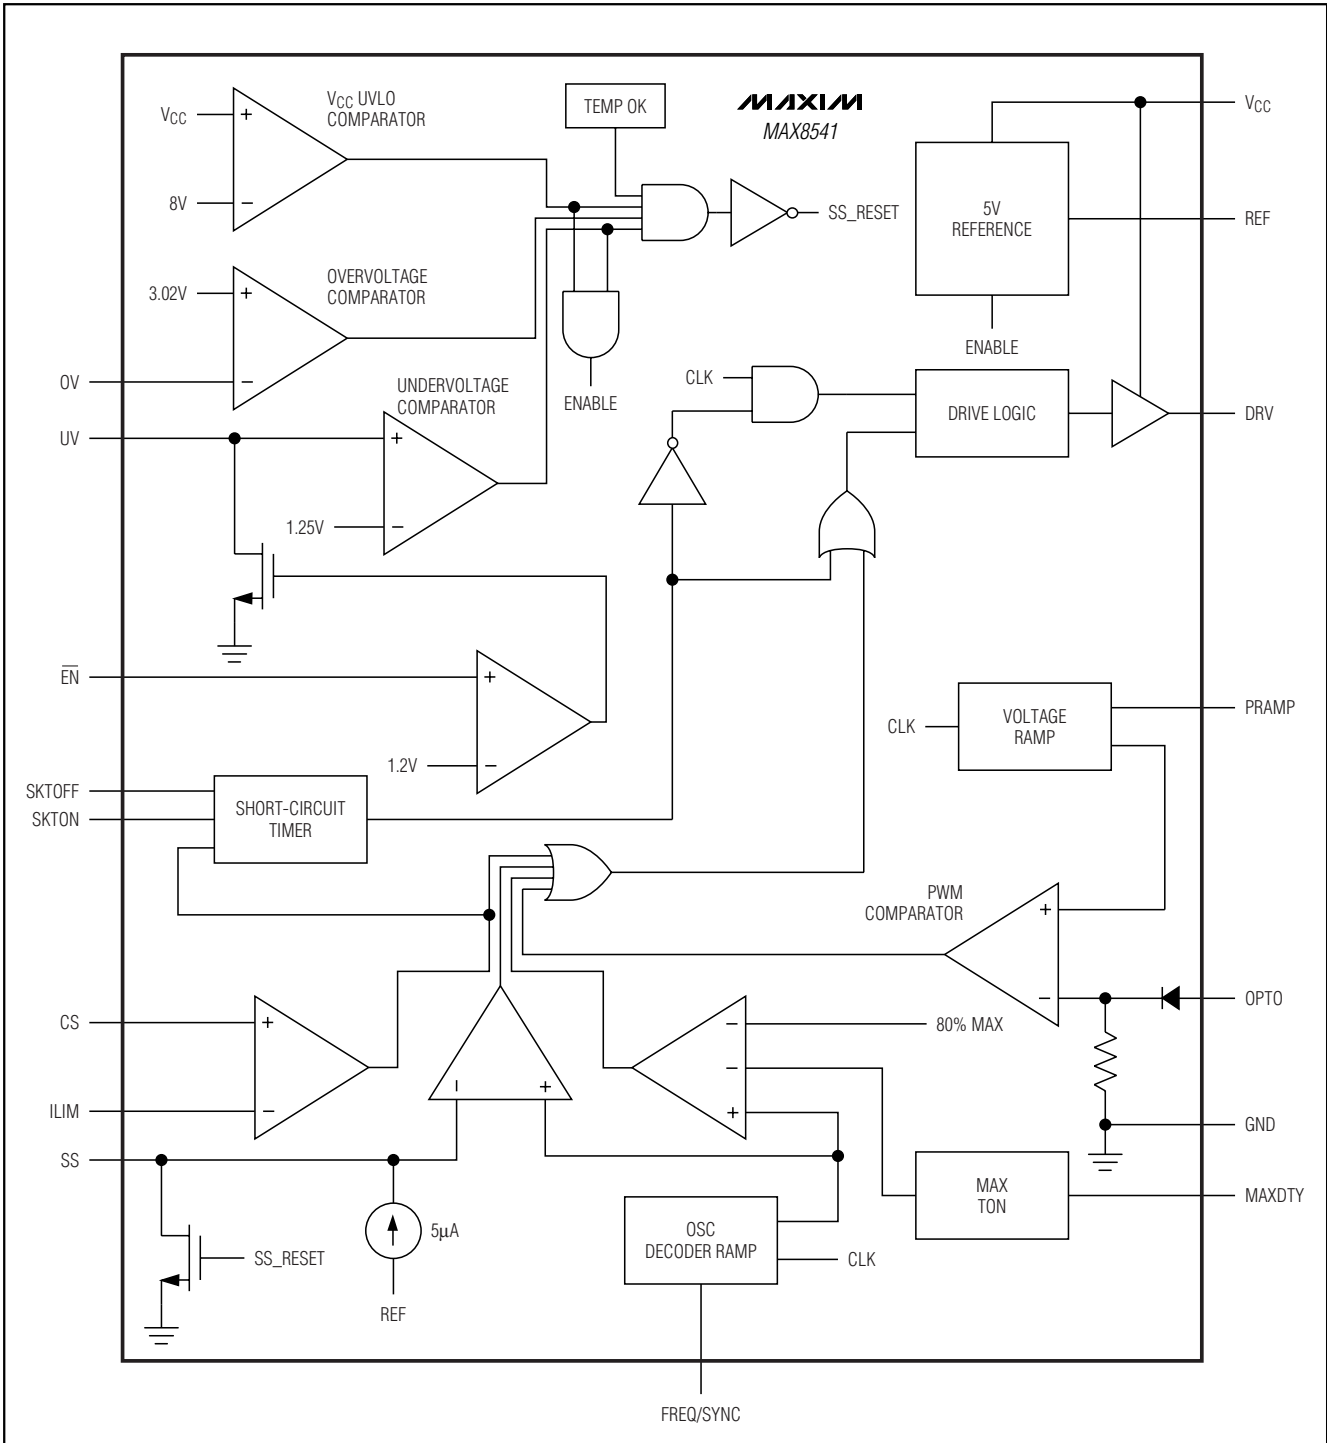 VCC
8V
VCC UVLO
COMPARATOR
TEMP OK
MAXIM
MAX8541
SS_RESET
5V
REFERENCE
VCC
REF
ENABLE
3.02V
OVERVOLTAGE
COMPARATOR
OV
UV
UNDERVOLTAGE
COMPARATOR
1.25V
ENABLE
CLK
DRIVE LOGIC
DRV
EN
1.2V
SKTOFF
SKTON
SHORT-CIRCUIT
TIMER
CLK
VOLTAGE
RAMP
PRAMP
PWM
COMPARATOR
OPTO
CS
ILIM
SS
80% MAX
GND
MAX
TON
MAXDTY
5µA
SS_RESET
REF
OSC
DECODER RAMP
CLK
FREQ/SYNC
+
−
+
−
+
−
+
−
+
−
+
−
−
+
−
−
+